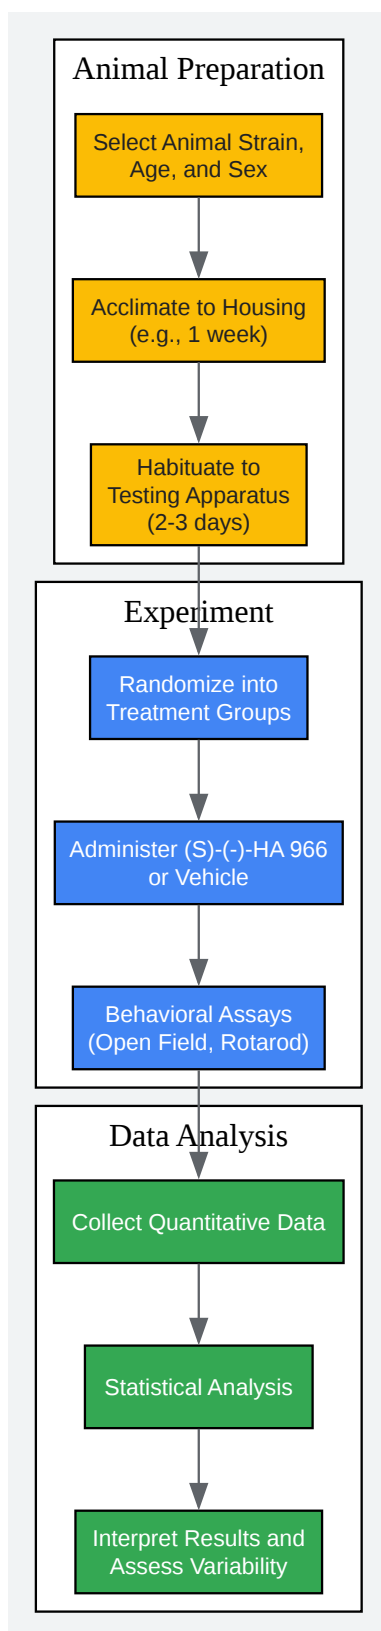 Animal Preparation
Select Animal Strain,
Age, and Sex
Acclimate to Housing
(e.g., 1 week)
Habituate to
Testing Apparatus
(2-3 days)
Experiment
Randomize into
Treatment Groups
Administer (S)-(-)-HA 966
or Vehicle
Behavioral Assays
(Open Field, Rotarod)
Data Analysis
Collect Quantitative Data
Statistical Analysis
Interpret Results and
Assess Variability